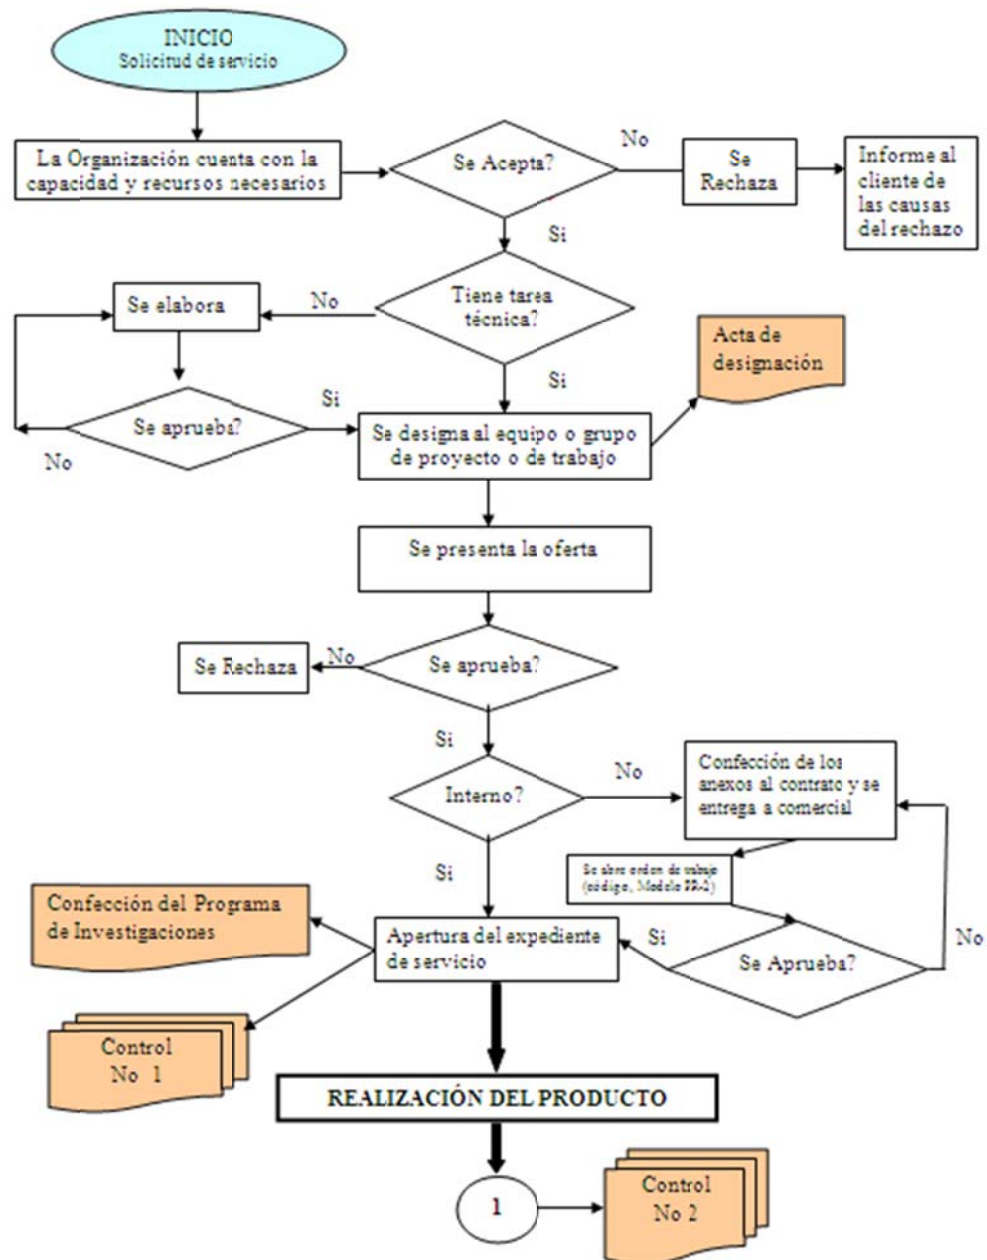 INICIO
Solicitud de servicio
La Organización cuenta con la
capacidad y recursos necesarios
Se Acepta?
No
Se
Rechaza
Informe al
cliente de
las causas
del rechazo
Si
Tiene tarea
técnica?
No
Se elabora
Si
Acta de
designación
Se aprueba?
Si
No
Se designa al equipo o grupo
de proyecto o de trabajo
Se presenta la oferta
Se aprueba?
No
Se Rechaza
Si
Interno?
No
Confección de los
anexos al contrato y se
entrega a comercial
Si
Se abre orden de trabajo
(código, Modelo
Confección del Programa
de Investigaciones
Apertura del expediente
de servicio
Si
Se Aprueba?
No
Control
No 1
REALIZACIÓN DEL PRODUCTO
1
Control
No 2